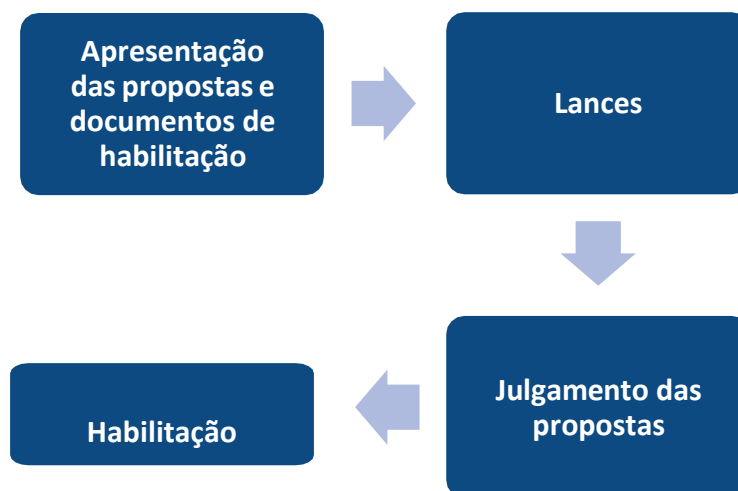 Apresentação
das propostas e
documentos de
habilitação
Lances
Julgamento das
propostas
Habilitação